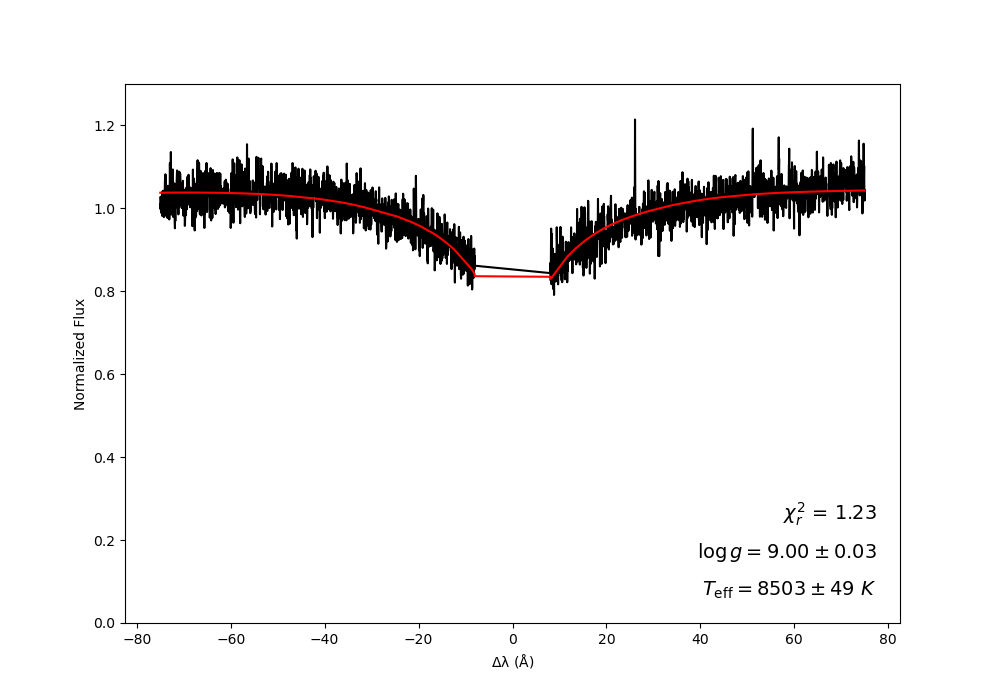 1.2
1.0
0.8
0.6
0.4
0.2
0.0
Normalized Flux
χ²ᵣ = 1.23
log g = 9.00 ± 0.03
T_eff = 8503 ± 49 K
−80 −60 −40 −20 0 20 40 60 80
Δλ (Å)